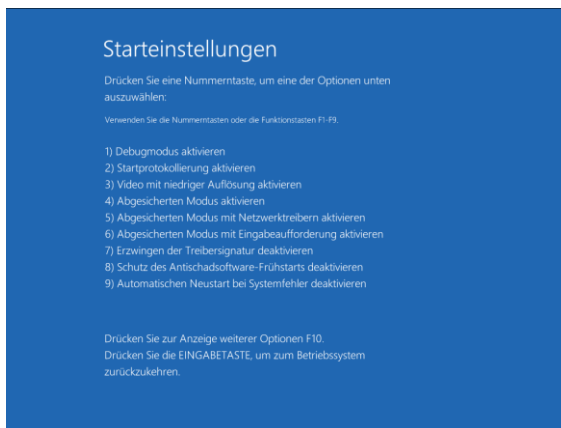 Starteinstellungen
Drücken Sie eine Nummerntaste, um eine der Optionen unten
auszuwählen:
Verwenden Sie die Nummerntasten oder die Funktionstasten F1-F9.
1) Debugmodus aktivieren
2) Startprotokollierung aktivieren
3) Video mit niedriger Auflösung aktivieren
4) Abgesicherten Modus aktivieren
5) Abgesicherten Modus mit Netzwerktreibern aktivieren
6) Abgesicherten Modus mit Eingabeaufforderung aktivieren
7) Erzwingen der Treibersignatur deaktivieren
8) Schutz des Antischadsoftware-Frühstarts deaktivieren
9) Automatischen Neustart bei Systemfehler deaktivieren
Drücken Sie zur Anzeige weiterer Optionen F10.
Drücken Sie die EINGABETASTE, um zum Betriebssystem
zurückzukehren.